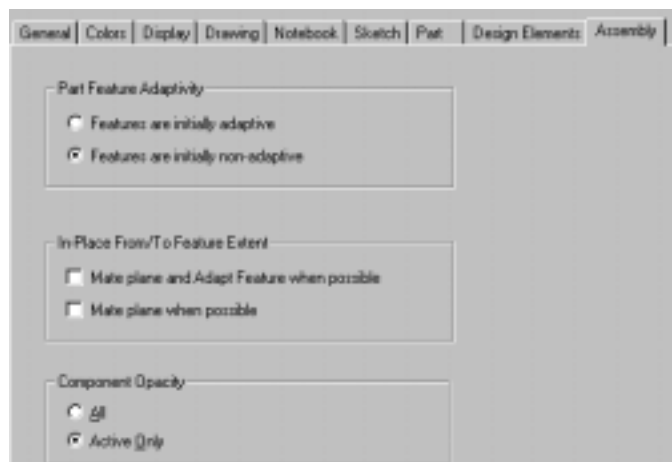 General Colors Display Drawing Notebook Sketch Part Design Elements Assembly
Part Feature Adaptivity
Features are initially adaptive
Features are initially non-adaptive
In-Place From/To Feature Extent
Mate plane and Adapt Feature when possible
Mate plane when possible
Component Opacity
All
Active Only